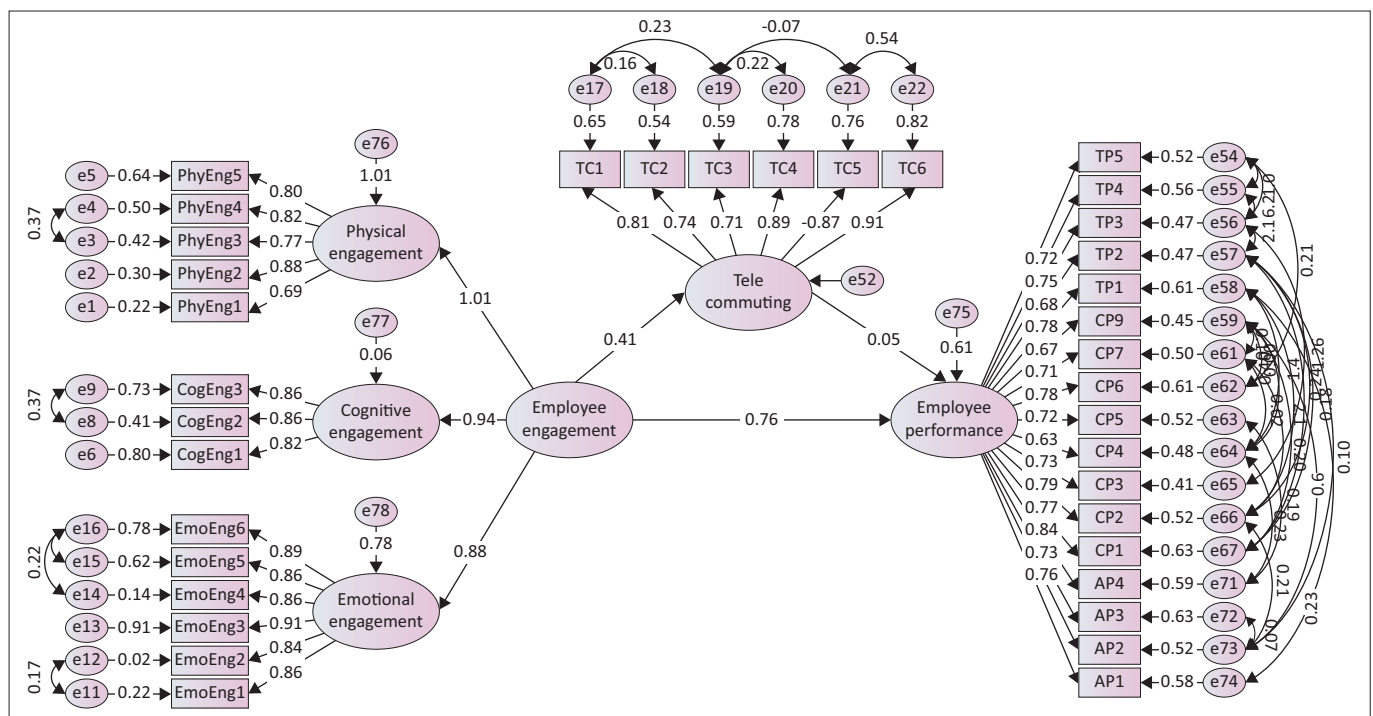 0.23
-0.07
0.54
0.16
0.22
e17
e18
e19
e20
e21
e22
0.65
0.54
0.59
0.78
0.76
0.82
TC1
TC2
TC3
TC4
TC5
TC6
0.81
0.74
0.71
0.89
-0.87
0.91
Tele
commuting
e52
e76
1.01
Physical
engagement
e5 0.64 PhyEng5
e4 0.50 PhyEng4
e3 0.42 PhyEng3
e2 0.30 PhyEng2
e1 0.22 PhyEng1
0.37
0.80
0.82
0.77
0.88
0.69
1.01
e77
0.06
Cognitive
engagement
e9 0.73 CogEng3
e8 0.41 CogEng2
e6 0.80 CogEng1
0.37
0.86
0.86
0.82
0.94
Employee
engagement
0.41
0.05
0.76
0.88
e78
0.78
Emotional
engagement
e16 0.78 EmoEng6
e15 0.62 EmoEng5
e14 0.14 EmoEng4
e13 0.91 EmoEng3
e12 0.02 EmoEng2
e11 0.22 EmoEng1
0.22
0.17
0.89
0.86
0.86
0.91
0.84
0.86
e75
0.61
Employee
performance
0.72
0.75
0.68
0.78
0.67
0.71
0.78
0.72
0.63
0.73
0.79
0.77
0.84
0.73
0.76
TP5 0.52 e54
TP4 0.56 e55
TP3 0.47 e56
TP2 0.47 e57
TP1 0.61 e58
CP9 0.45 e59
CP7 0.50 e61
CP6 0.61 e62
CP5 0.52 e63
CP4 0.48 e64
CP3 0.41 e65
CP2 0.52 e66
CP1 0.63 e67
AP4 0.59 e71
AP3 0.63 e72
AP2 0.52 e73
AP1 0.58 e74
0.21
0.10
0.6
0.20
0.19
0.23
0.21
0.23
0.07